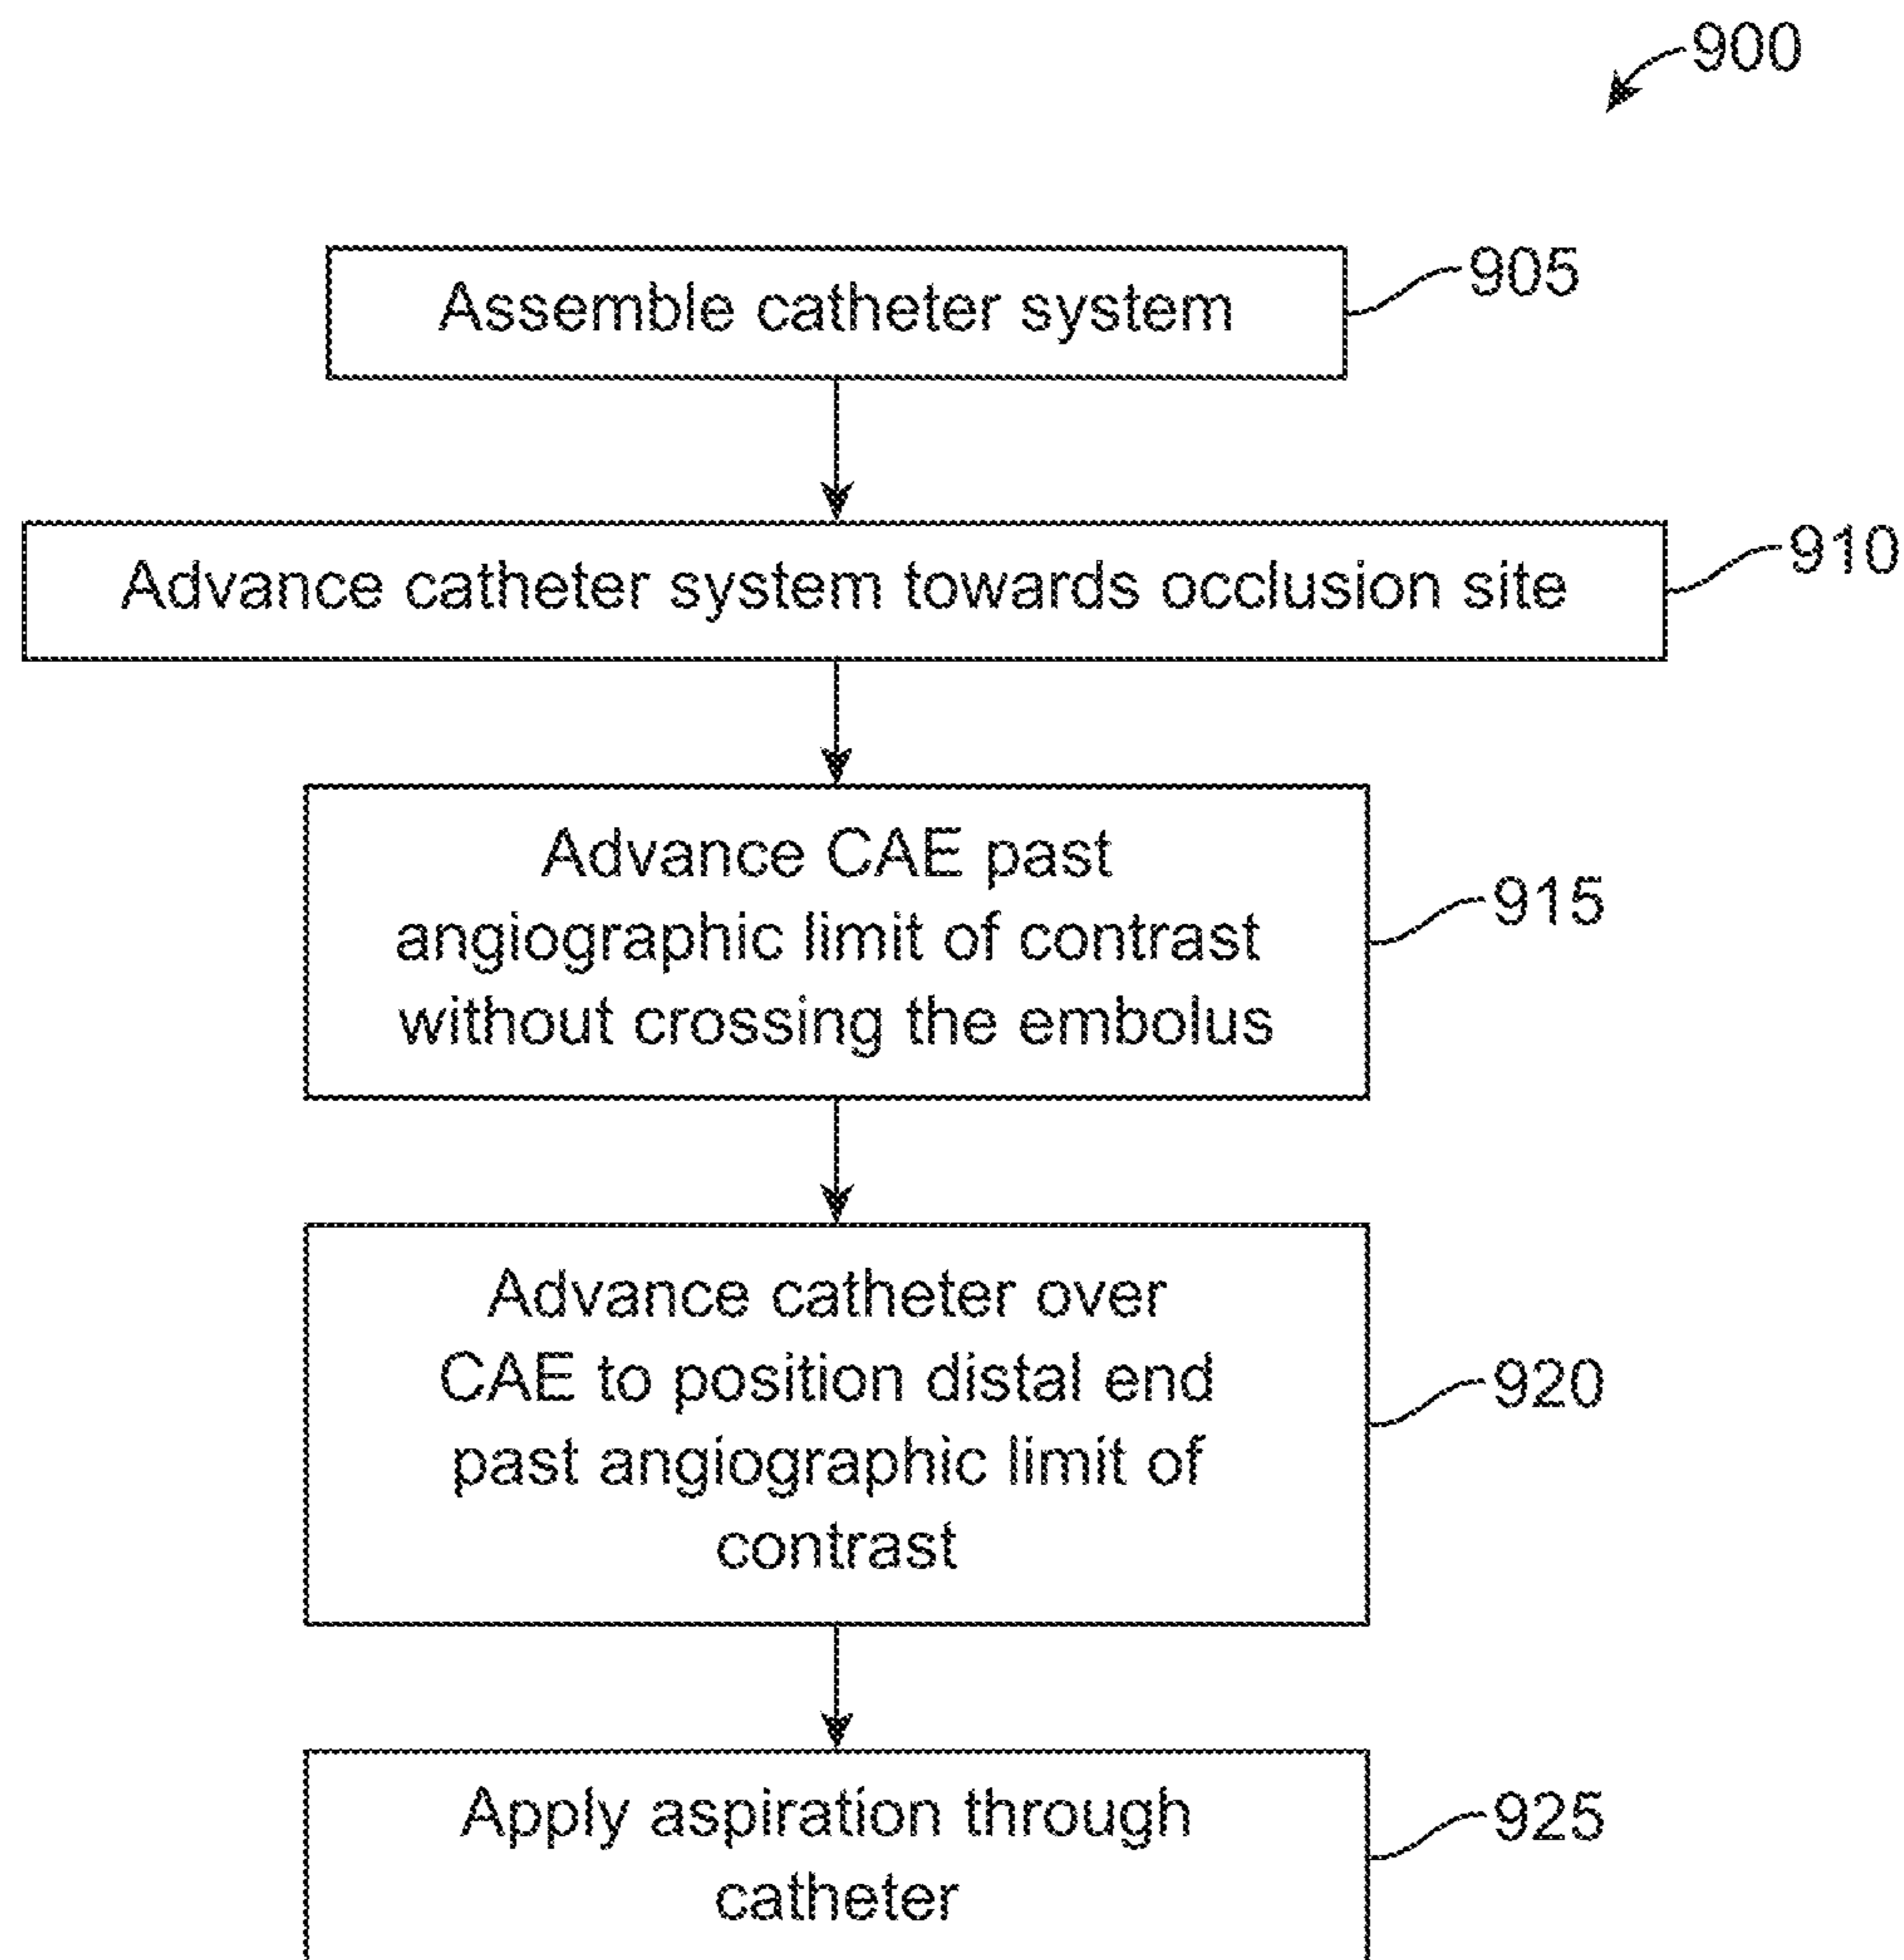 900
Assemble catheter system
905
Advance catheter system towards occlusion site
910
Advance CAE past
angiographic limit of contrast
without crossing the embolus
915
Advance catheter over
CAE to position distal end
past angiographic limit of
contrast
920
Apply aspiration through
catheter
925